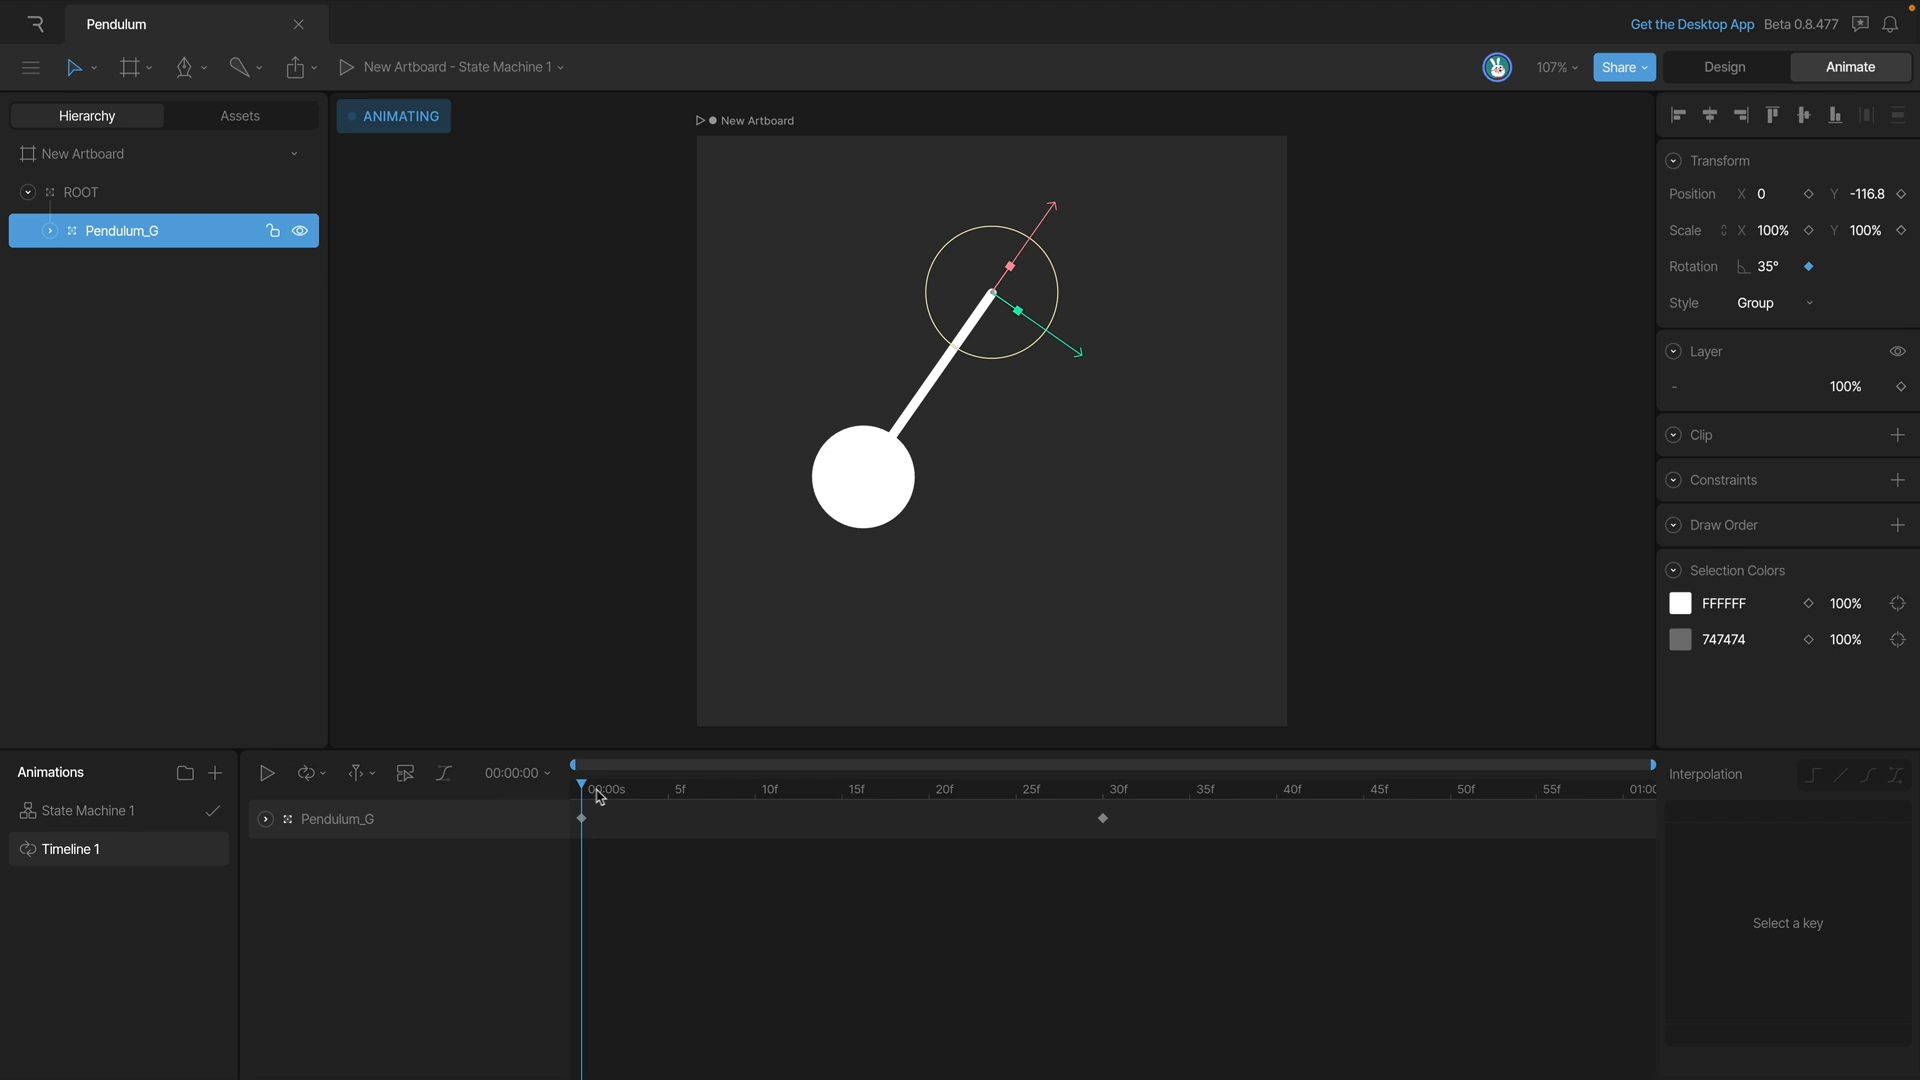 Pendulum
Get the Desktop App Beta 0.8.477
New Artboard - State Machine 1
107%
Share
Design
Animate
Hierarchy
Assets
ANIMATING
New Artboard
New Artboard
ROOT
Pendulum_G
Transform
Position X 0 Y -116.8
Scale X 100% Y 100%
Rotation 35°
Style Group
Layer
- 100%
Clip
Constraints
Draw Order
Selection Colors
FFFFFF 100%
747474 100%
Animations
00:00:00
Interpolation
5f 10f 15f 20f 25f 30f 35f 40f 45f 50f 55f
State Machine 1
Pendulum_G
Timeline 1
Select a key